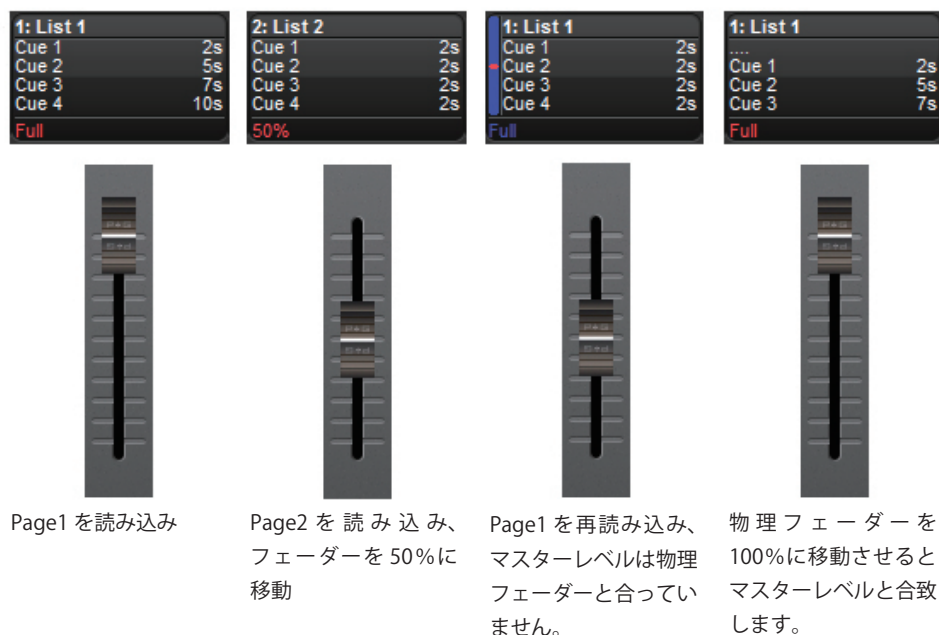 1: List 1
Cue 1 2s
Cue 2 5s
Cue 3 7s
Cue 4 10s
Full
2: List 2
Cue 1 2s
Cue 2 2s
Cue 3 2s
Cue 4 2s
50%
1: List 1
Cue 1 2s
Cue 2 2s
Cue 3 2s
Cue 4 2s
Full
1: List 1
....
Cue 1 2s
Cue 2 5s
Cue 3 7s
Full
P+G
P+G
P+G
P+G
P+G
P+G
P+G
P+G
Page1 を読み込み
Page2 を読み込み、
フェーダーを 50%に
移動
Page1 を再読み込み、
マスターレベルは物理
フェーダーと合ってい
ません。
物理フェーダーを
100%に移動させると
マスターレベルと合致
します。